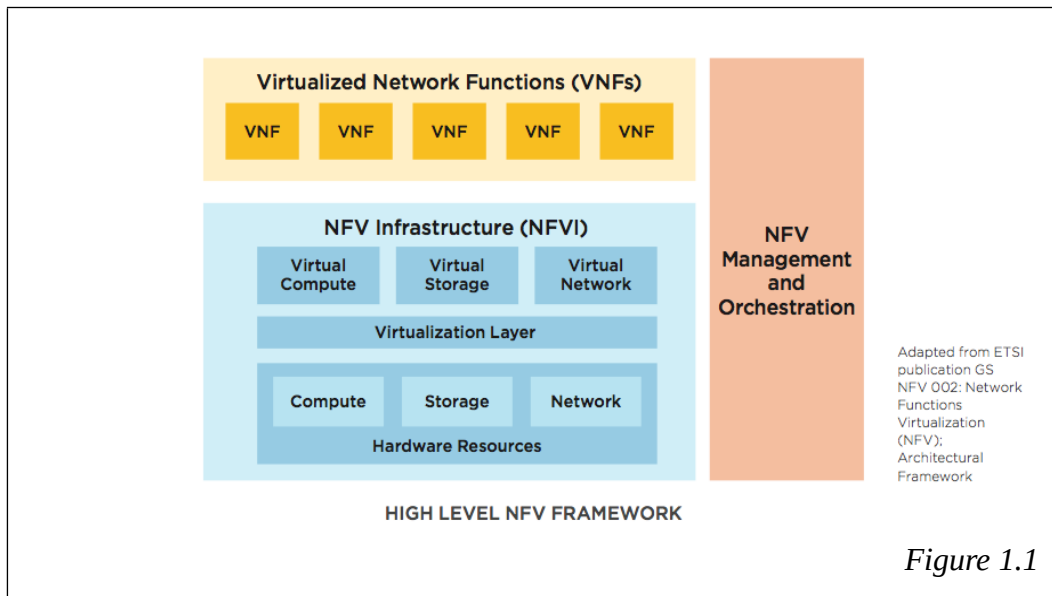 Virtualized Network Functions (VNFs)
VNF VNF VNF VNF VNF
NFV Infrastructure (NFVI)
Virtual
Compute
Virtual
Storage
Virtual
Network
Virtualization Layer
Compute Storage Network
Hardware Resources
NFV
Management
and
Orchestration
Adapted from ETSI
publication GS
NFV 002: Network
Functions
Virtualization
(NFV);
Architectural
Framework
HIGH LEVEL NFV FRAMEWORK
Figure 1.1